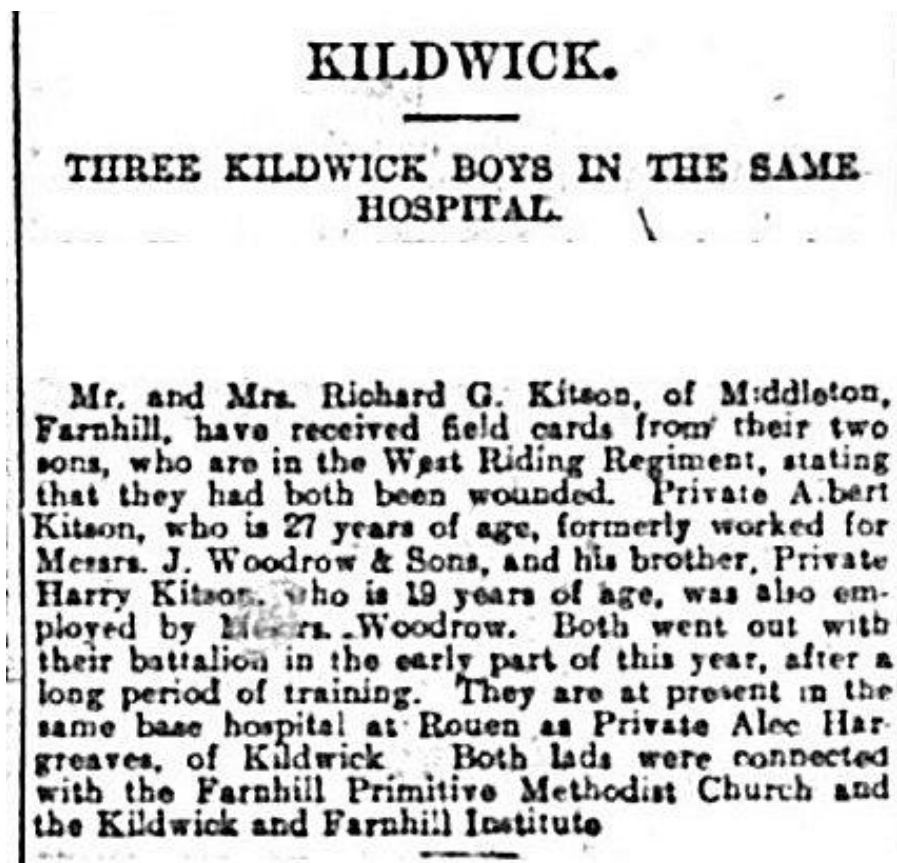 KILDWICK.
THREE KILDWICK BOYS IN THE SAME
HOSPITAL.
Mr. and Mrs. Richard G. Kitson, of Middleton,
Farnhill, have received field cards from their two
sons, who are in the West Riding Regiment, stating
that they had both been wounded. Private Albert
Kitson, who is 27 years of age, formerly worked for
Messrs. J. Woodrow & Sons, and his brother, Private
Harry Kitson, who is 19 years of age, was also em-
ployed by Messrs. Woodrow. Both went out with
their battalion in the early part of this year, after a
long period of training. They are at present in the
same base hospital at Rouen as Private Alec Har-
greaves, of Kildwick. Both lads were connected
with the Farnhill Primitive Methodist Church and
the Kildwick and Farnhill Institute